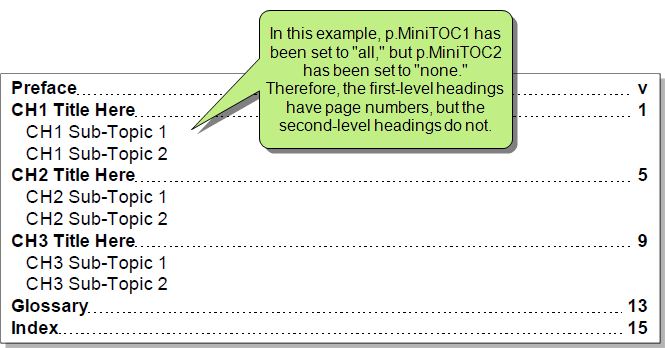 In this example, p.MiniTOC1 has
been set to "all," but p.MiniTOC2
has been set to "none."
Therefore, the first-level headings
have page numbers, but the
second-level headings do not.
Preface v
CH1 Title Here 1
CH1 Sub-Topic 1
CH1 Sub-Topic 2
CH2 Title Here 5
CH2 Sub-Topic 1
CH2 Sub-Topic 2
CH3 Title Here 9
CH3 Sub-Topic 1
CH3 Sub-Topic 2
Glossary 13
Index 15